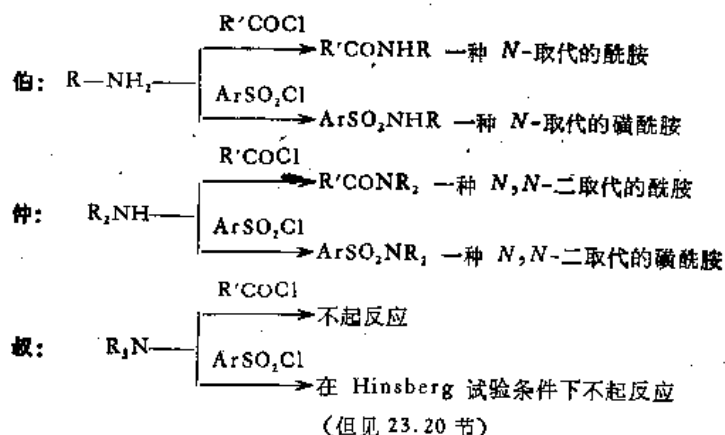 R′COCl
R′CONHR 一种 N-取代的酰胺
伯: R—NH₂—
ArSO₂Cl
ArSO₂NHR 一种 N-取代的磺酰胺
R′COCl
R′CONR₂ 一种 N,N-二取代的酰胺
仲: R₂NH—
ArSO₂Cl
ArSO₂NR₂ 一种 N,N-二取代的磺酰胺
R′COCl
不起反应
叔: R₃N—
ArSO₂Cl
在 Hinsberg 试验条件下不起反应
(但见 23.20 节)